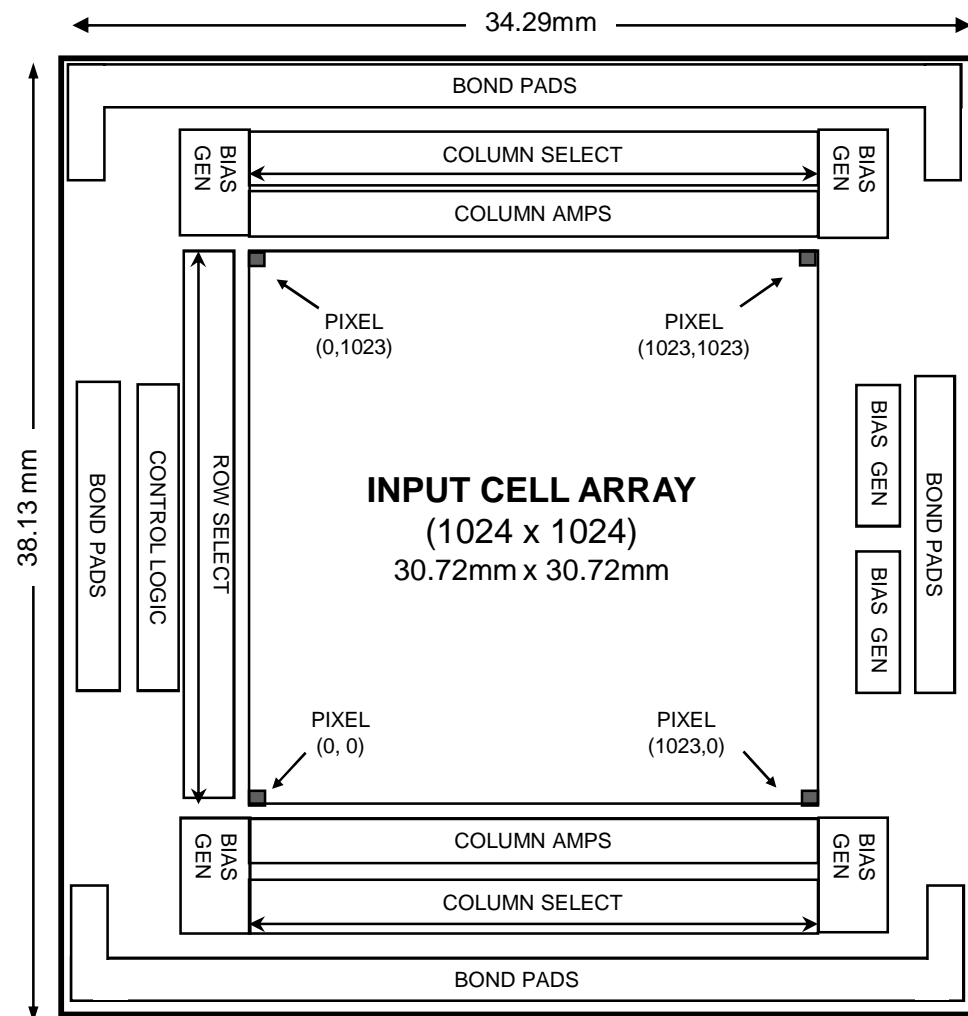 34.29mm
BOND PADS
BIAS
GEN
COLUMN SELECT
BIAS
GEN
COLUMN AMPS
PIXEL
(0,1023)
PIXEL
(1023,1023)
38.13 mm
BOND PADS
CONTROL LOGIC
ROW SELECT
INPUT CELL ARRAY
(1024 x 1024)
30.72mm x 30.72mm
BIAS GEN
BIAS GEN
BOND PADS
PIXEL
(0, 0)
PIXEL
(1023,0)
BIAS
GEN
COLUMN AMPS
BIAS
GEN
COLUMN SELECT
BOND PADS